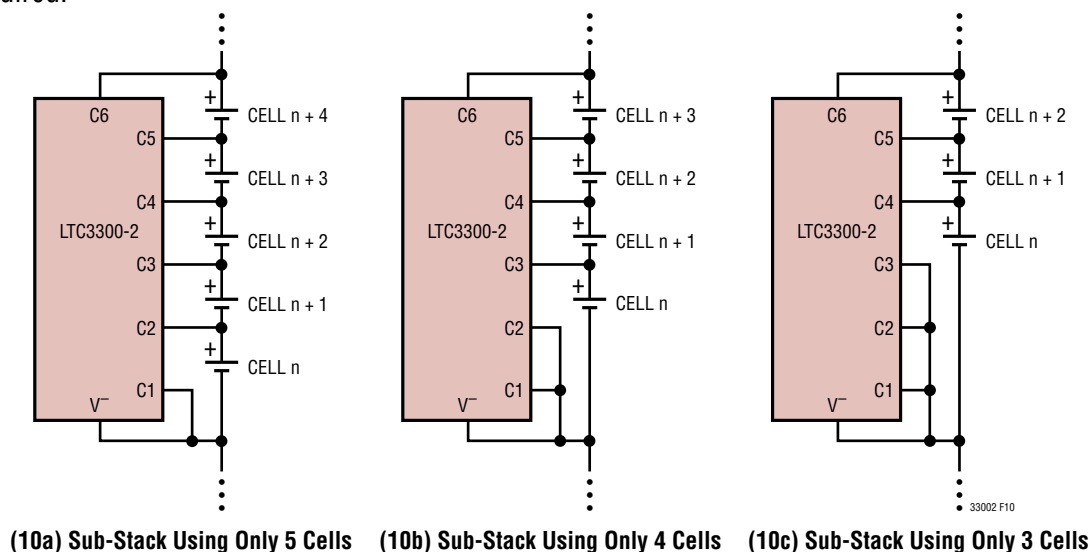 C6
C5
C4
LTC3300-2
C3
C2
C1
V–
+
CELL n + 4
+
CELL n + 3
+
CELL n + 2
+
CELL n + 1
+
CELL n
C6
C5
C4
LTC3300-2
C3
C2
C1
V–
+
CELL n + 3
+
CELL n + 2
+
CELL n + 1
+
CELL n
C6
C5
C4
LTC3300-2
C3
C2
C1
V–
+
CELL n + 2
+
CELL n + 1
+
CELL n
33002 F10
(10a) Sub-Stack Using Only 5 Cells
(10b) Sub-Stack Using Only 4 Cells
(10c) Sub-Stack Using Only 3 Cells